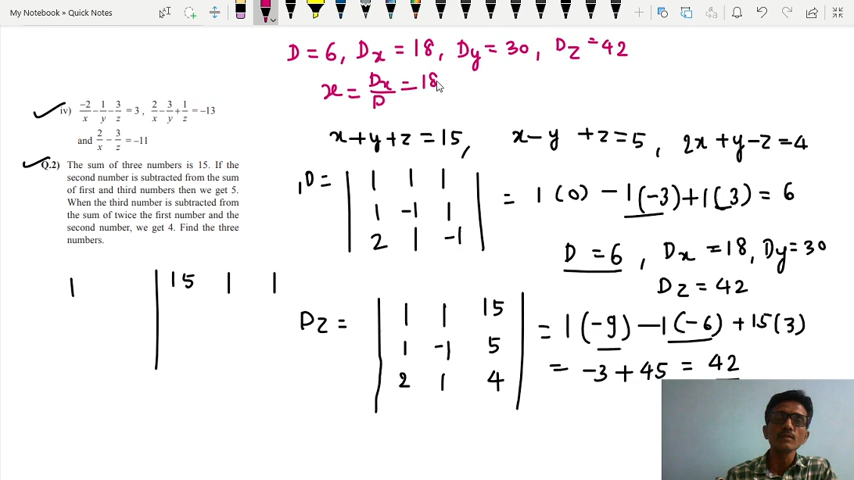 My Notebook » Quick Notes
D = 6, Dx = 18, Dy = 30, Dz = 42
x = Dx/D = 18
iv) -2/x - 1/y - 3/z = 3, 2/x - 3/y + 1/z = -13
and 2/x - 3/z = -11
x+y+z = 15, x-y+z = 5, 2x+y-z = 4
Q.2) The sum of three numbers is 15. If the
second number is subtracted from the sum
of first and third numbers then we get 5.
When the third number is subtracted from
the sum of twice the first number and the
second number, we get 4. Find the three
numbers.
D = | 1 1 1 | = 1(0) - 1(-3) + 1(3) = 6
1 -1 1
2 1 -1
D = 6, Dx = 18, Dy = 30
Dz = 42
1 | 15 1 1
Dz = | 1 1 15 | = 1(-9) - 1(-6) + 15(3)
1 -1 5
2 1 4
= -3 + 45 = 42